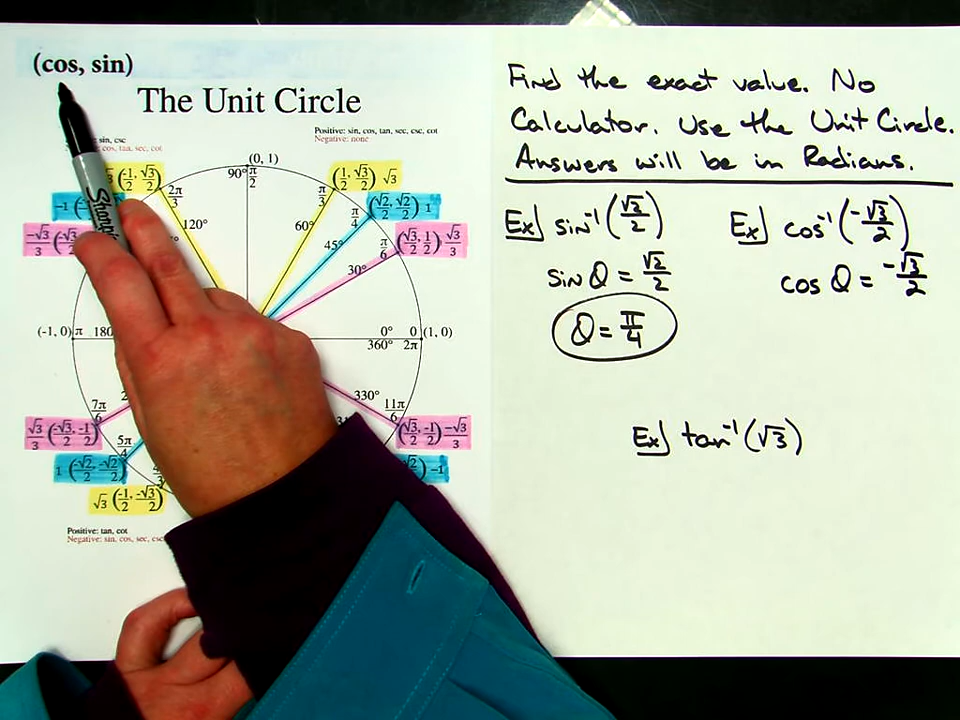 (cos, sin)
The Unit Circle
sin, csc
cos, tan, sec, cot
Positive: sin, cos, tan, sec, csc, cot
Negative: none
(0, 1)
90° π/2
(-1/2, √3/2)
2π/3
120°
(1/2, √3/2) √3
π/3
60°
-1
(√2/2, √2/2) 1
π/4
45°
-√3/3
(√3/2, 1/2) √3/3
π/6
30°
(-1, 0) π 180
0° 0 (1, 0)
360° 2π
√3/3 (-√3/2, -1/2)
7π/6
330°
11π/6
(√3/2, -1/2) -√3/3
1 (-√2/2, -√2/2)
5π/4
-1
√3 (-1/2, -√3/2)
Positive: tan, cot
Negative: sin, cos, sec, csc
Find the exact value. No
Calculator. Use the Unit Circle.
Answers will be in Radians.
Ex] sin⁻¹(√2/2)
sin θ = √2/2
θ = π/4
Ex] cos⁻¹(-√3/2)
cos θ = -√3/2
Ex] tan⁻¹(√3)
Sharpie